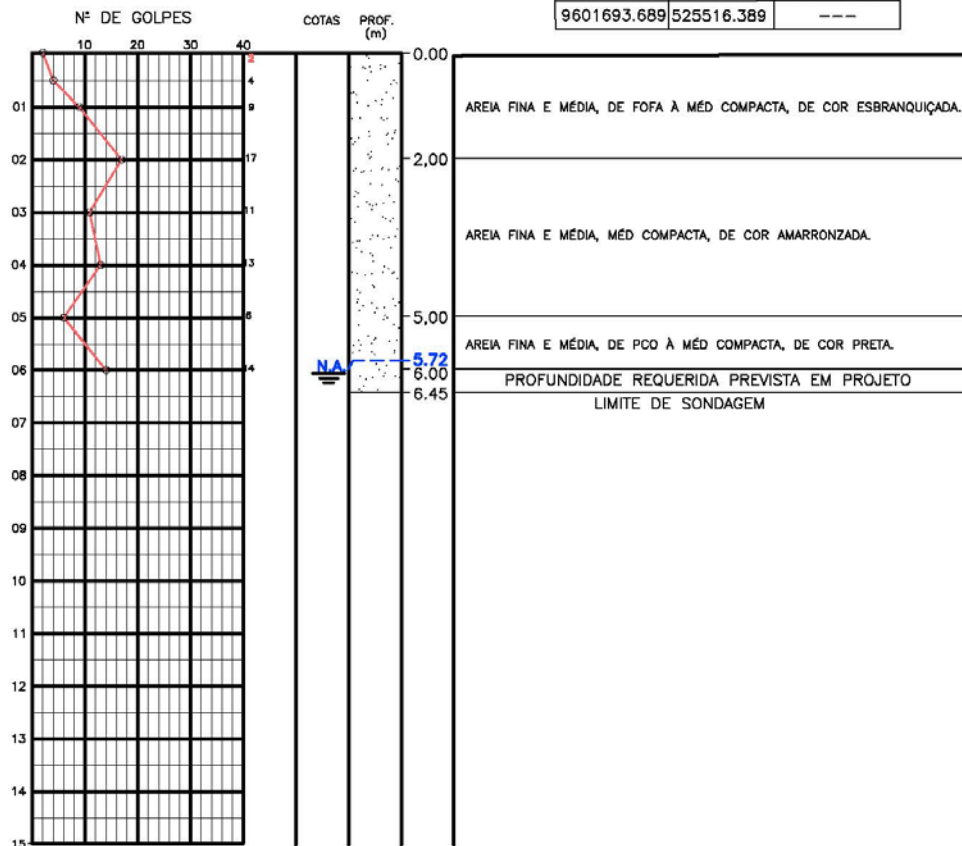 9601693.689 525516.389 ---
Nº DE GOLPES COTAS PROF.
(m)
10 20 30 40
2
0.00
4
01 9
AREIA FINA E MÉDIA, DE FOFA À MÉD COMPACTA, DE COR ESBRANQUIÇADA.
02 17 2,00
03 11
AREIA FINA E MÉDIA, MÉD COMPACTA, DE COR AMARRONZADA.
04 13
05 6 5,00
AREIA FINA E MÉDIA, DE PCO À MÉD COMPACTA, DE COR PRETA.
N.A. 5.72
06 14 6.00
PROFUNDIDADE REQUERIDA PREVISTA EM PROJETO
6.45
LIMITE DE SONDAGEM
07
08
09
10
11
12
13
14
15